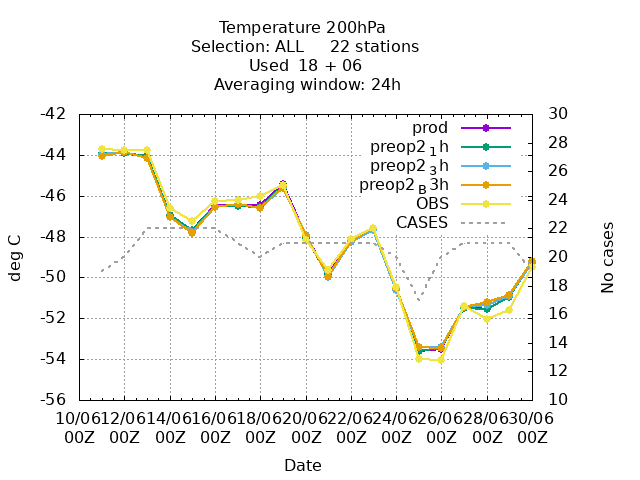 Temperature 200hPa
Selection: ALL 22 stations
Used 18 + 06
Averaging window: 24h
-42
-44
-46
-48
-50
-52
-54
-56
30
28
26
24
22
20
18
16
14
12
10
prod
preop2 1h
preop2 3h
preop2 B3h
OBS
CASES
deg C
No cases
10/06 12/06 14/06 16/06 18/06 20/06 22/06 24/06 26/06 28/06 30/06
00Z 00Z 00Z 00Z 00Z 00Z 00Z 00Z 00Z 00Z 00Z
Date